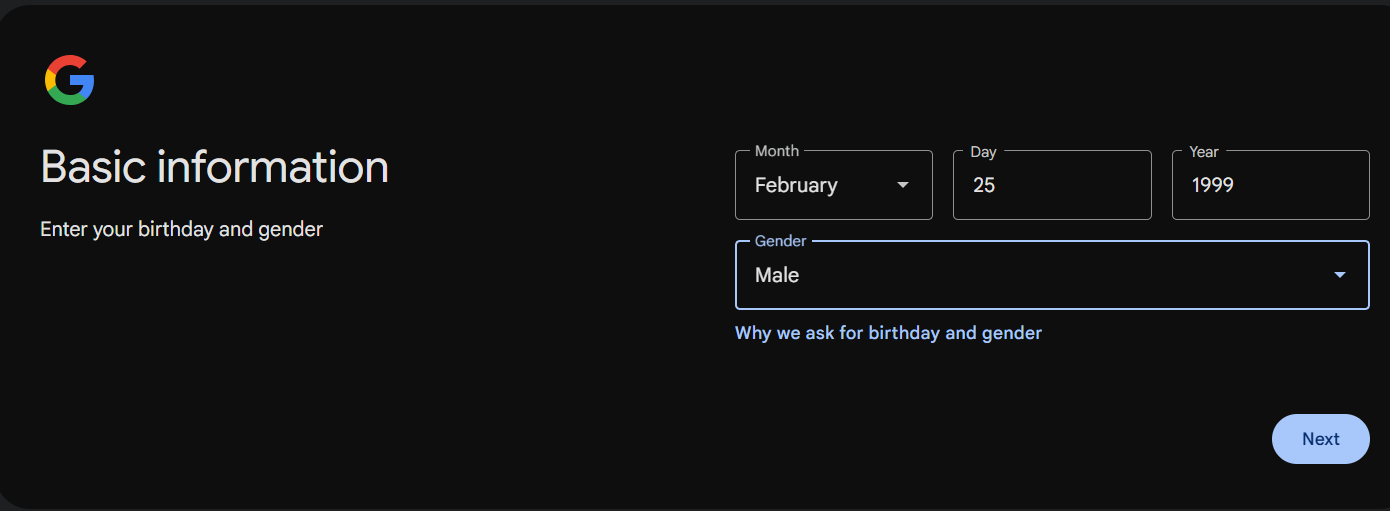 Basic information
Enter your birthday and gender
Month
February
Day
25
Year
1999
Gender
Male
Why we ask for birthday and gender
Next